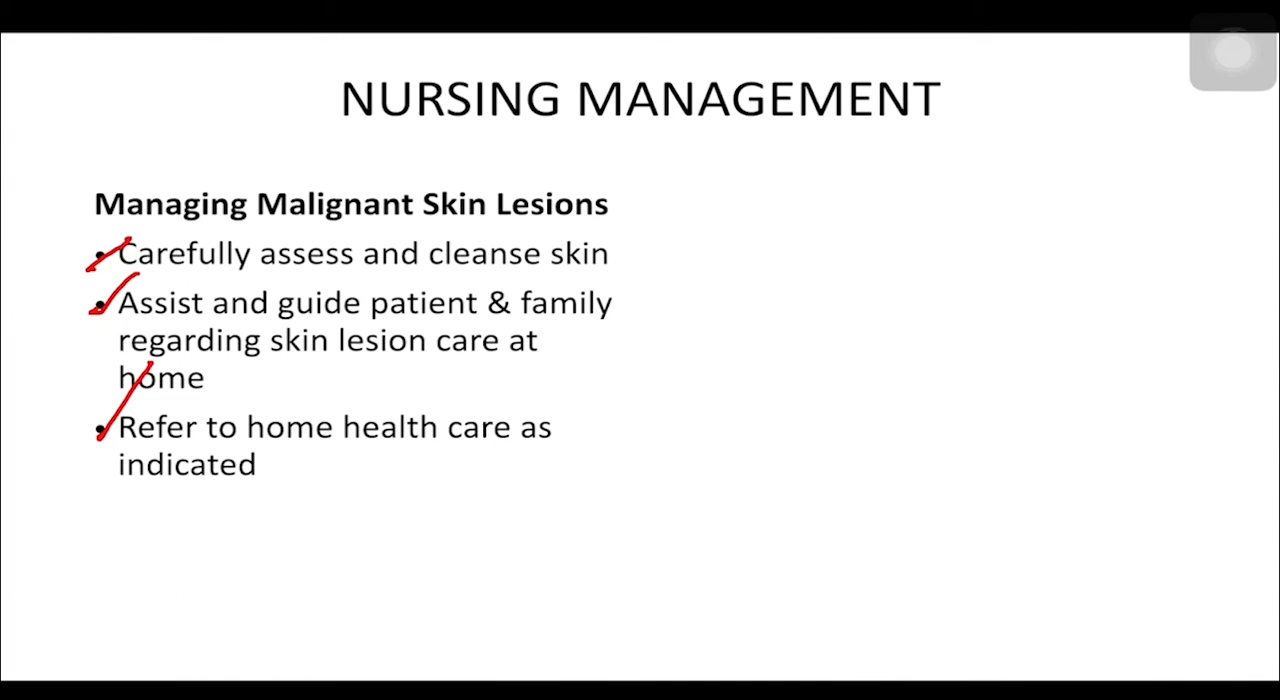 NURSING MANAGEMENT
Managing Malignant Skin Lesions
• Carefully assess and cleanse skin
• Assist and guide patient & family
regarding skin lesion care at
home
• Refer to home health care as
indicated